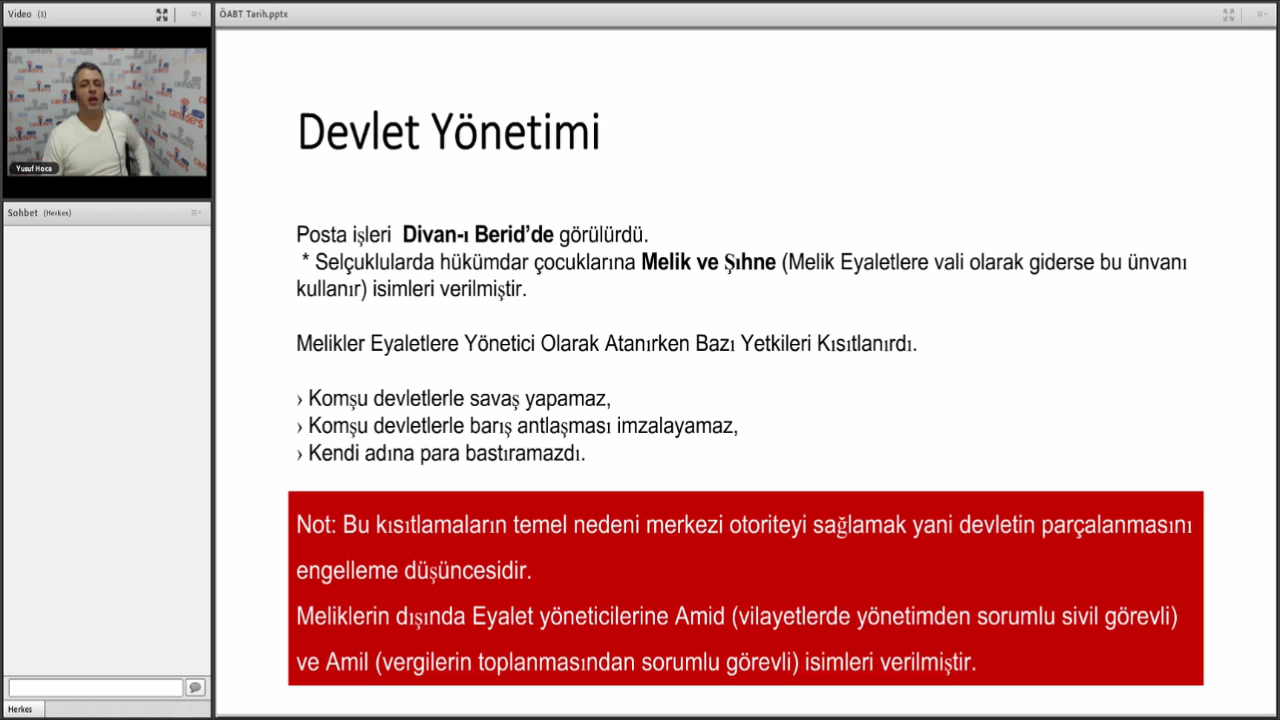 Video (1)
ÖABT Tarih.pptx
canlıders
Yusuf Hoca
Sohbet (Herkes)
Devlet Yönetimi
Posta işleri Divan-ı Berid’de görülürdü.
* Selçuklularda hükümdar çocuklarına Melik ve Şıhne (Melik Eyaletlere vali olarak giderse bu ünvanı
kullanır) isimleri verilmiştir.
Melikler Eyaletlere Yönetici Olarak Atanırken Bazı Yetkileri Kısıtlanırdı.
› Komşu devletlerle savaş yapamaz,
› Komşu devletlerle barış antlaşması imzalayamaz,
› Kendi adına para bastıramazdı.
Not: Bu kısıtlamaların temel nedeni merkezi otoriteyi sağlamak yani devletin parçalanmasını
engelleme düşüncesidir.
Meliklerin dışında Eyalet yöneticilerine Amid (vilayetlerde yönetimden sorumlu sivil görevli)
ve Amil (vergilerin toplanmasından sorumlu görevli) isimleri verilmiştir.
Herkes